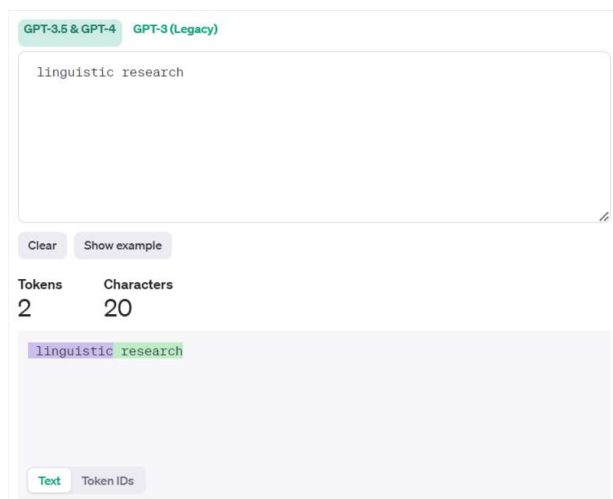 GPT-3.5 & GPT-4 GPT-3 (Legacy)
linguistic research
Clear Show example
Tokens Characters
2 20
linguistic research
Text Token IDs